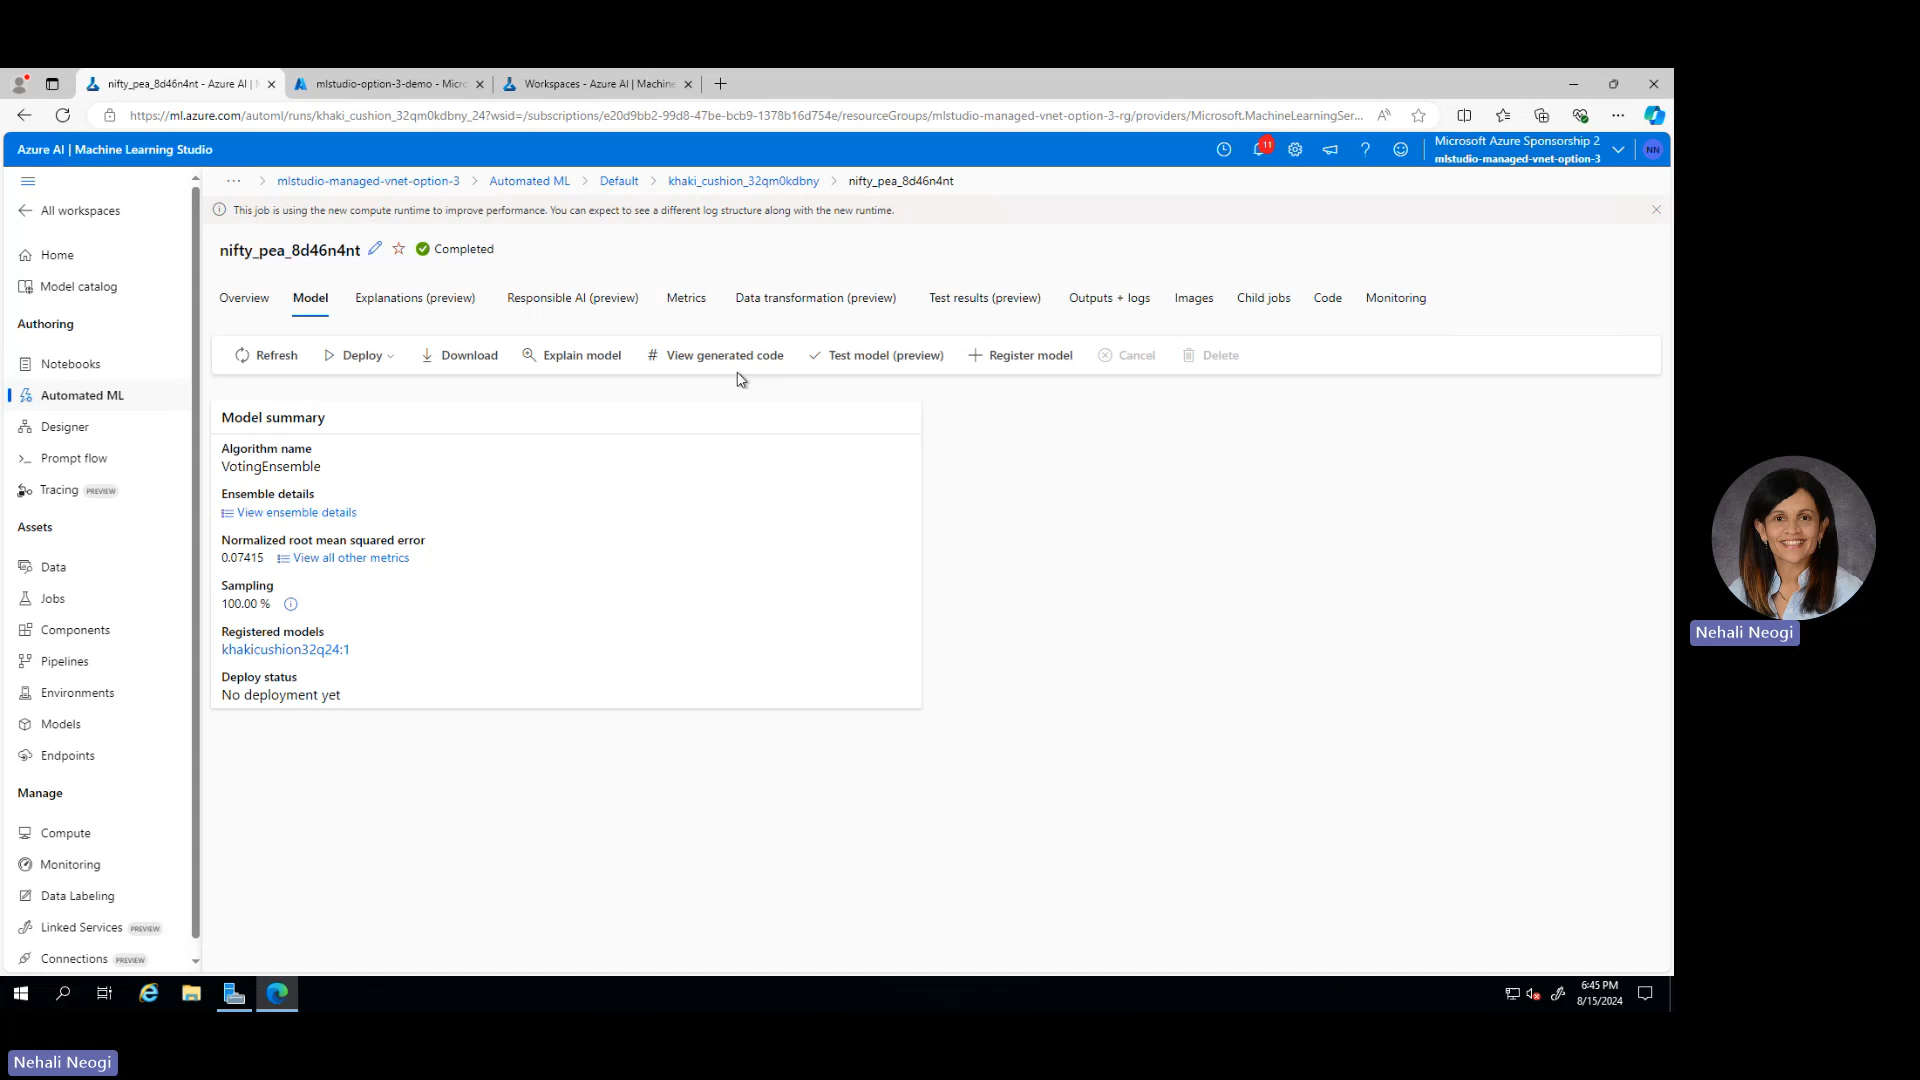 nifty_pea_8d46n4nt - Azure AI |
mlstudio-option-3-demo - Micro
Workspaces - Azure AI | Machine
https://ml.azure.com/automl/runs/khaki_cushion_32qm0kdbny_24?wsid=/subscriptions/e20d9bb2-99d8-47be-bcb9-1378b16d754e/resourceGroups/mlstudio-managed-vnet-option-3-rg/providers/Microsoft.MachineLearningSer...
Azure AI | Machine Learning Studio
11
Microsoft Azure Sponsorship 2
mlstudio-managed-vnet-option-3
NN
All workspaces
Home
Model catalog
Authoring
Notebooks
Automated ML
Designer
Prompt flow
Tracing PREVIEW
Assets
Data
Jobs
Components
Pipelines
Environments
Models
Endpoints
Manage
Compute
Monitoring
Data Labeling
Linked Services PREVIEW
Connections PREVIEW
... > mlstudio-managed-vnet-option-3 > Automated ML > Default > khaki_cushion_32qm0kdbny > nifty_pea_8d46n4nt
This job is using the new compute runtime to improve performance. You can expect to see a different log structure along with the new runtime.
nifty_pea_8d46n4nt Completed
Overview Model Explanations (preview) Responsible AI (preview) Metrics Data transformation (preview) Test results (preview) Outputs + logs Images Child jobs Code Monitoring
Refresh Deploy Download Explain model # View generated code Test model (preview) Register model Cancel Delete
Model summary
Algorithm name
VotingEnsemble
Ensemble details
View ensemble details
Normalized root mean squared error
0.07415 View all other metrics
Sampling
100.00 %
Registered models
khakicushion32q24:1
Deploy status
No deployment yet
6:45 PM
8/15/2024
Nehali Neogi
Nehali Neogi